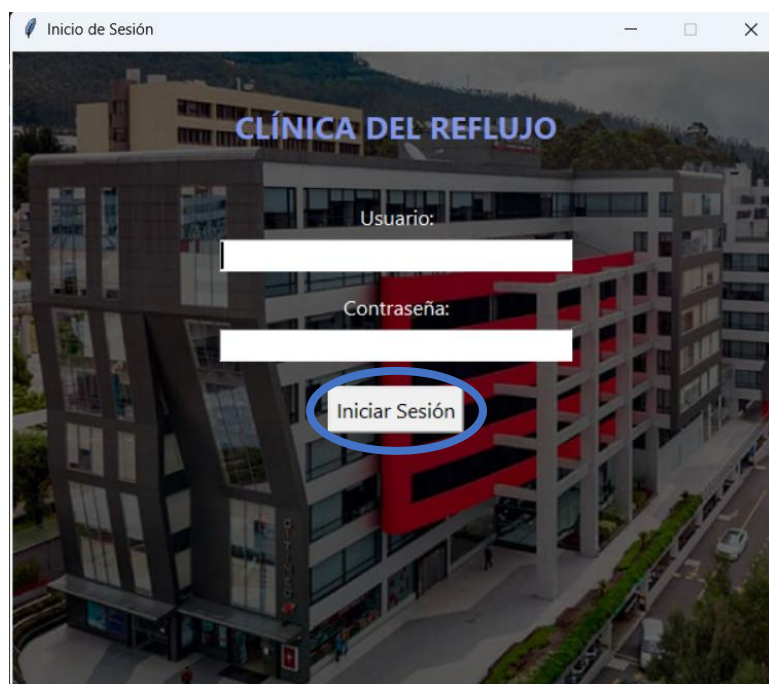 Inicio de Sesión
CLÍNICA DEL REFLUJO
Usuario:
Contraseña:
Iniciar Sesión